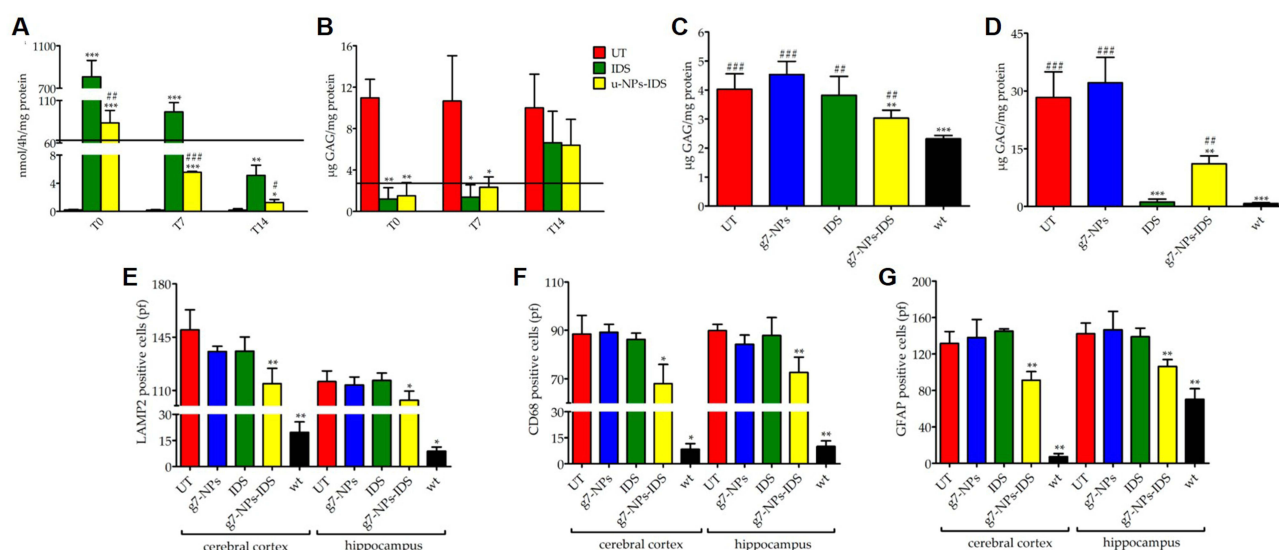 A
nmol/4h/mg protein
1100
700
110
60
8
4
0
***
##
***
***
###
***
**
#
*
T0
T7
T14
B
µg GAG/mg protein
16
12
8
4
0
**
**
*
*
T0
T7
T14
UT
IDS
u-NPs-IDS
C
µg GAG/mg protein
6
5
4
3
2
1
0
###
###
##
##
**
***
UT
g7-NPs
IDS
g7-NPs-IDS
wt
D
µg GAG/mg protein
45
30
15
0
###
###
***
##
**
***
UT
g7-NPs
IDS
g7-NPs-IDS
wt
E
LAMP2 positive cells (pf)
180
145
110
30
15
0
**
**
*
*
UT
g7-NPs
IDS
g7-NPs-IDS
wt
UT
g7-NPs
IDS
g7-NPs-IDS
wt
cerebral cortex
hippocampus
F
CD68 positive cells (pf)
110
90
70
30
15
0
*
*
**
**
UT
g7-NPs
IDS
g7-NPs-IDS
wt
UT
g7-NPs
IDS
g7-NPs-IDS
wt
cerebral cortex
hippocampus
G
GFAP positive cells (pf)
200
160
120
80
40
0
**
**
**
**
UT
g7-NPs
IDS
g7-NPs-IDS
wt
UT
g7-NPs
IDS
g7-NPs-IDS
wt
cerebral cortex
hippocampus